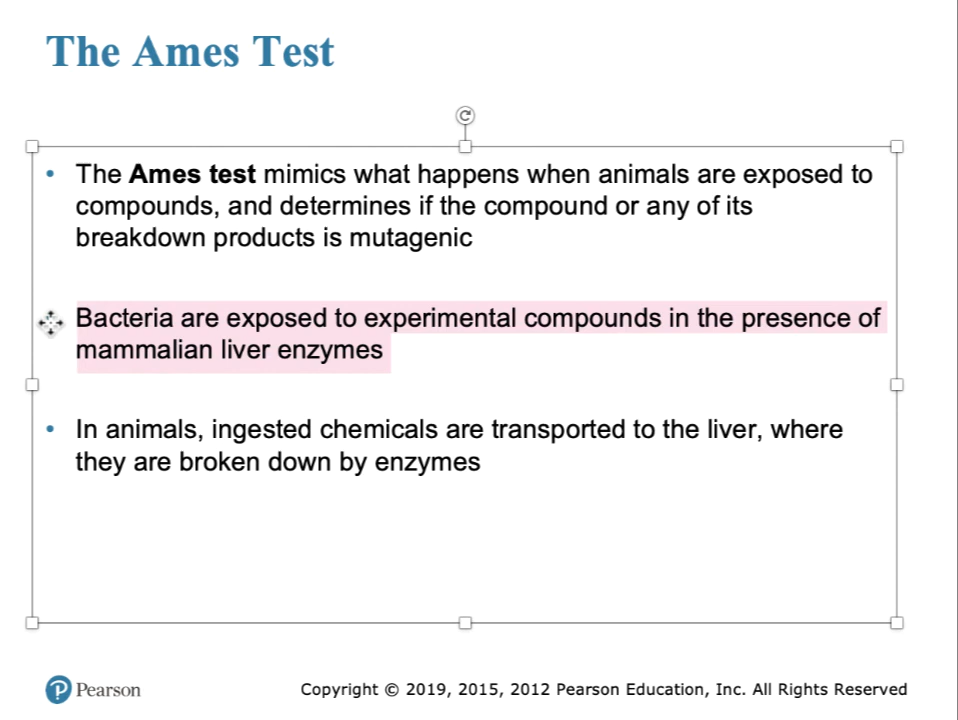 The Ames Test
• The Ames test mimics what happens when animals are exposed to
compounds, and determines if the compound or any of its
breakdown products is mutagenic
Bacteria are exposed to experimental compounds in the presence of
mammalian liver enzymes
• In animals, ingested chemicals are transported to the liver, where
they are broken down by enzymes
Pearson
Copyright © 2019, 2015, 2012 Pearson Education, Inc. All Rights Reserved